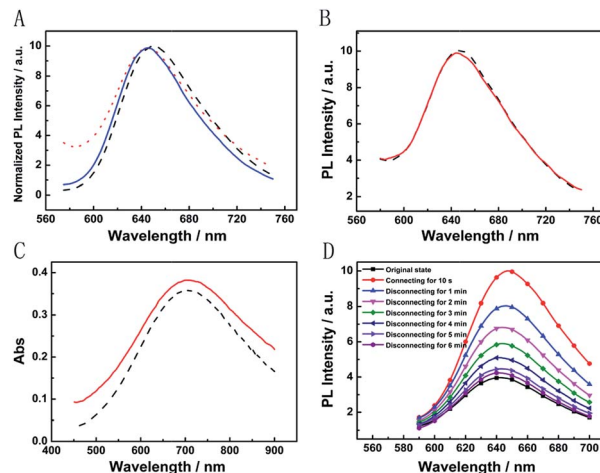 A
Normalized PL Intensity / a.u.
10
8
6
4
2
0
560 600 640 680 720 760
Wavelength / nm
B
PL Intensity / a.u.
10
8
6
4
2
560 600 640 680 720 760
Wavelength / nm
C
Abs
0.4
0.3
0.2
0.1
0.0
400 500 600 700 800 900
Wavelength / nm
D
PL Intensity / a.u.
10
8
6
4
2
Original state
Connecting for 10 s
Disconnecting for 1 min
Disconnecting for 2 min
Disconnecting for 3 min
Disconnecting for 4 min
Disconnecting for 5 min
Disconnecting for 6 min
560 580 600 620 640 660 680 700
Wavelength / nm